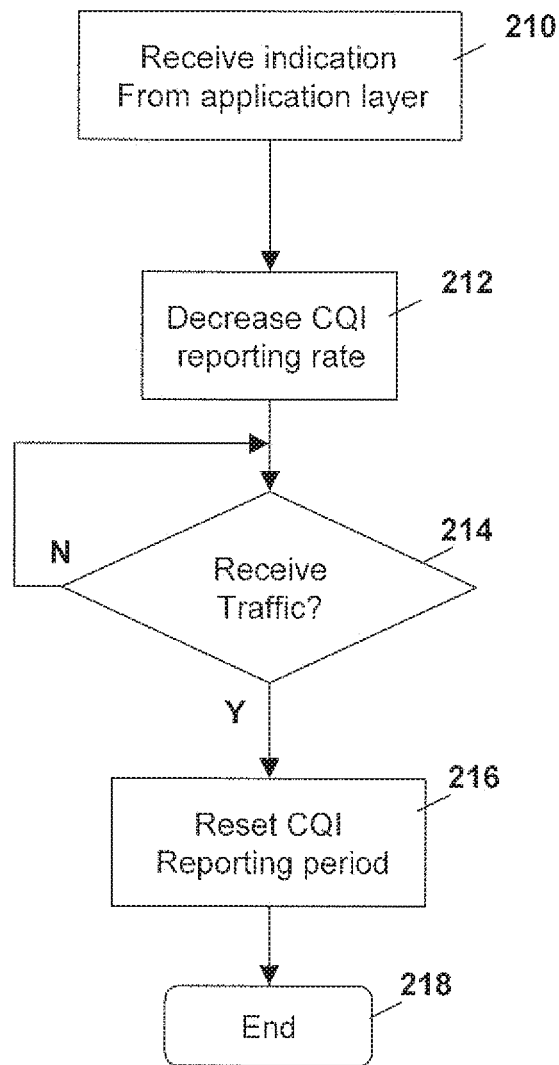 210
Receive indication
From application layer
212
Decrease CQI
reporting rate
N
214
Receive
Traffic?
Y
216
Reset CQI
Reporting period
218
End